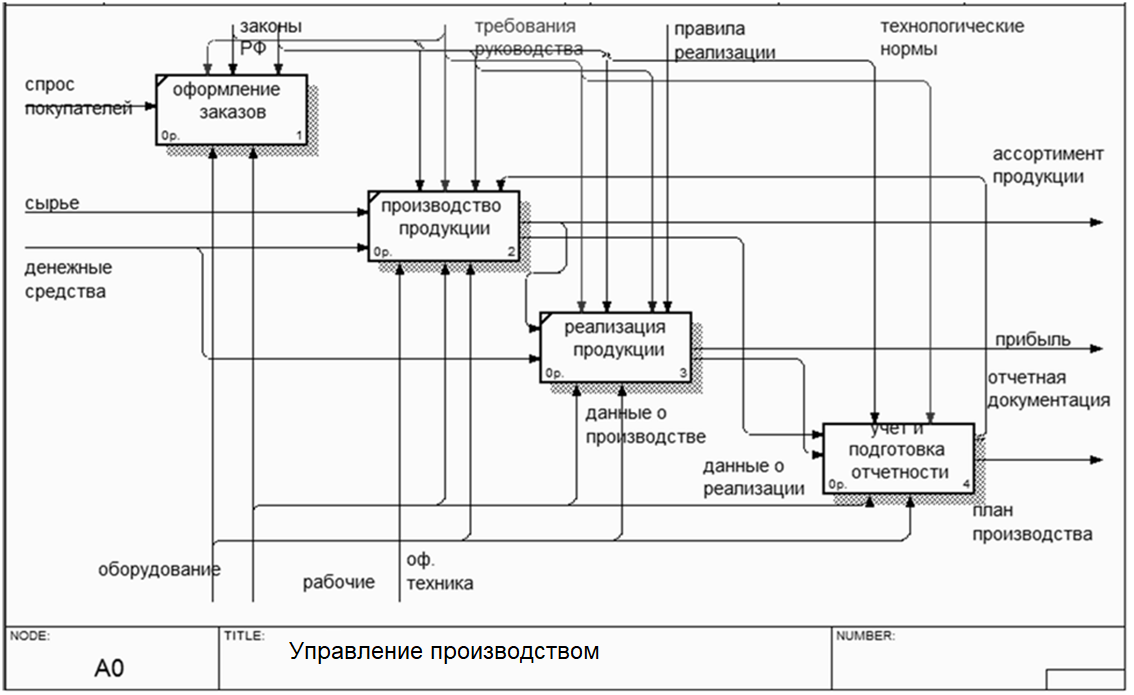 законы
РФ
требования
руководства
правила
реализации
технологические
нормы
спрос
покупателей
оформление
заказов
0р. 1
ассортимент
продукции
сырье
производство
продукции
0р. 2
денежные
средства
реализация
продукции
0р. 3
прибыль
отчетная
документация
данные о
производстве
учет и
подготовка
отчетности
0р. 4
данные о
реализации
план
производства
оборудование
рабочие
оф.
техника
NODE: TITLE: NUMBER:
A0 Управление производством